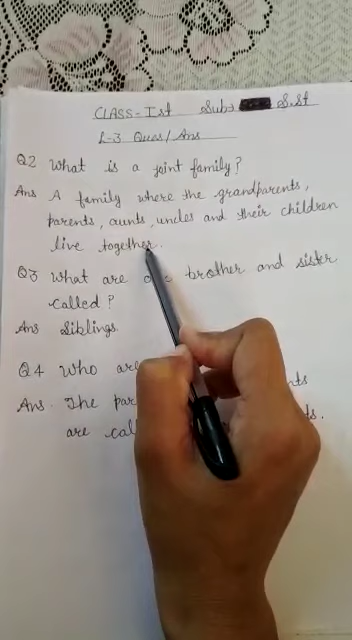 CLASS-Ist Sub:- S.St
L-3 Ques/Ans
Q2 What is a joint family?
Ans A family where the grandparents,
parents, aunts, uncles and their children
live together.
Q3 What are brother and sister
called?
Ans Siblings
Q4 Who are
Ans. The
are